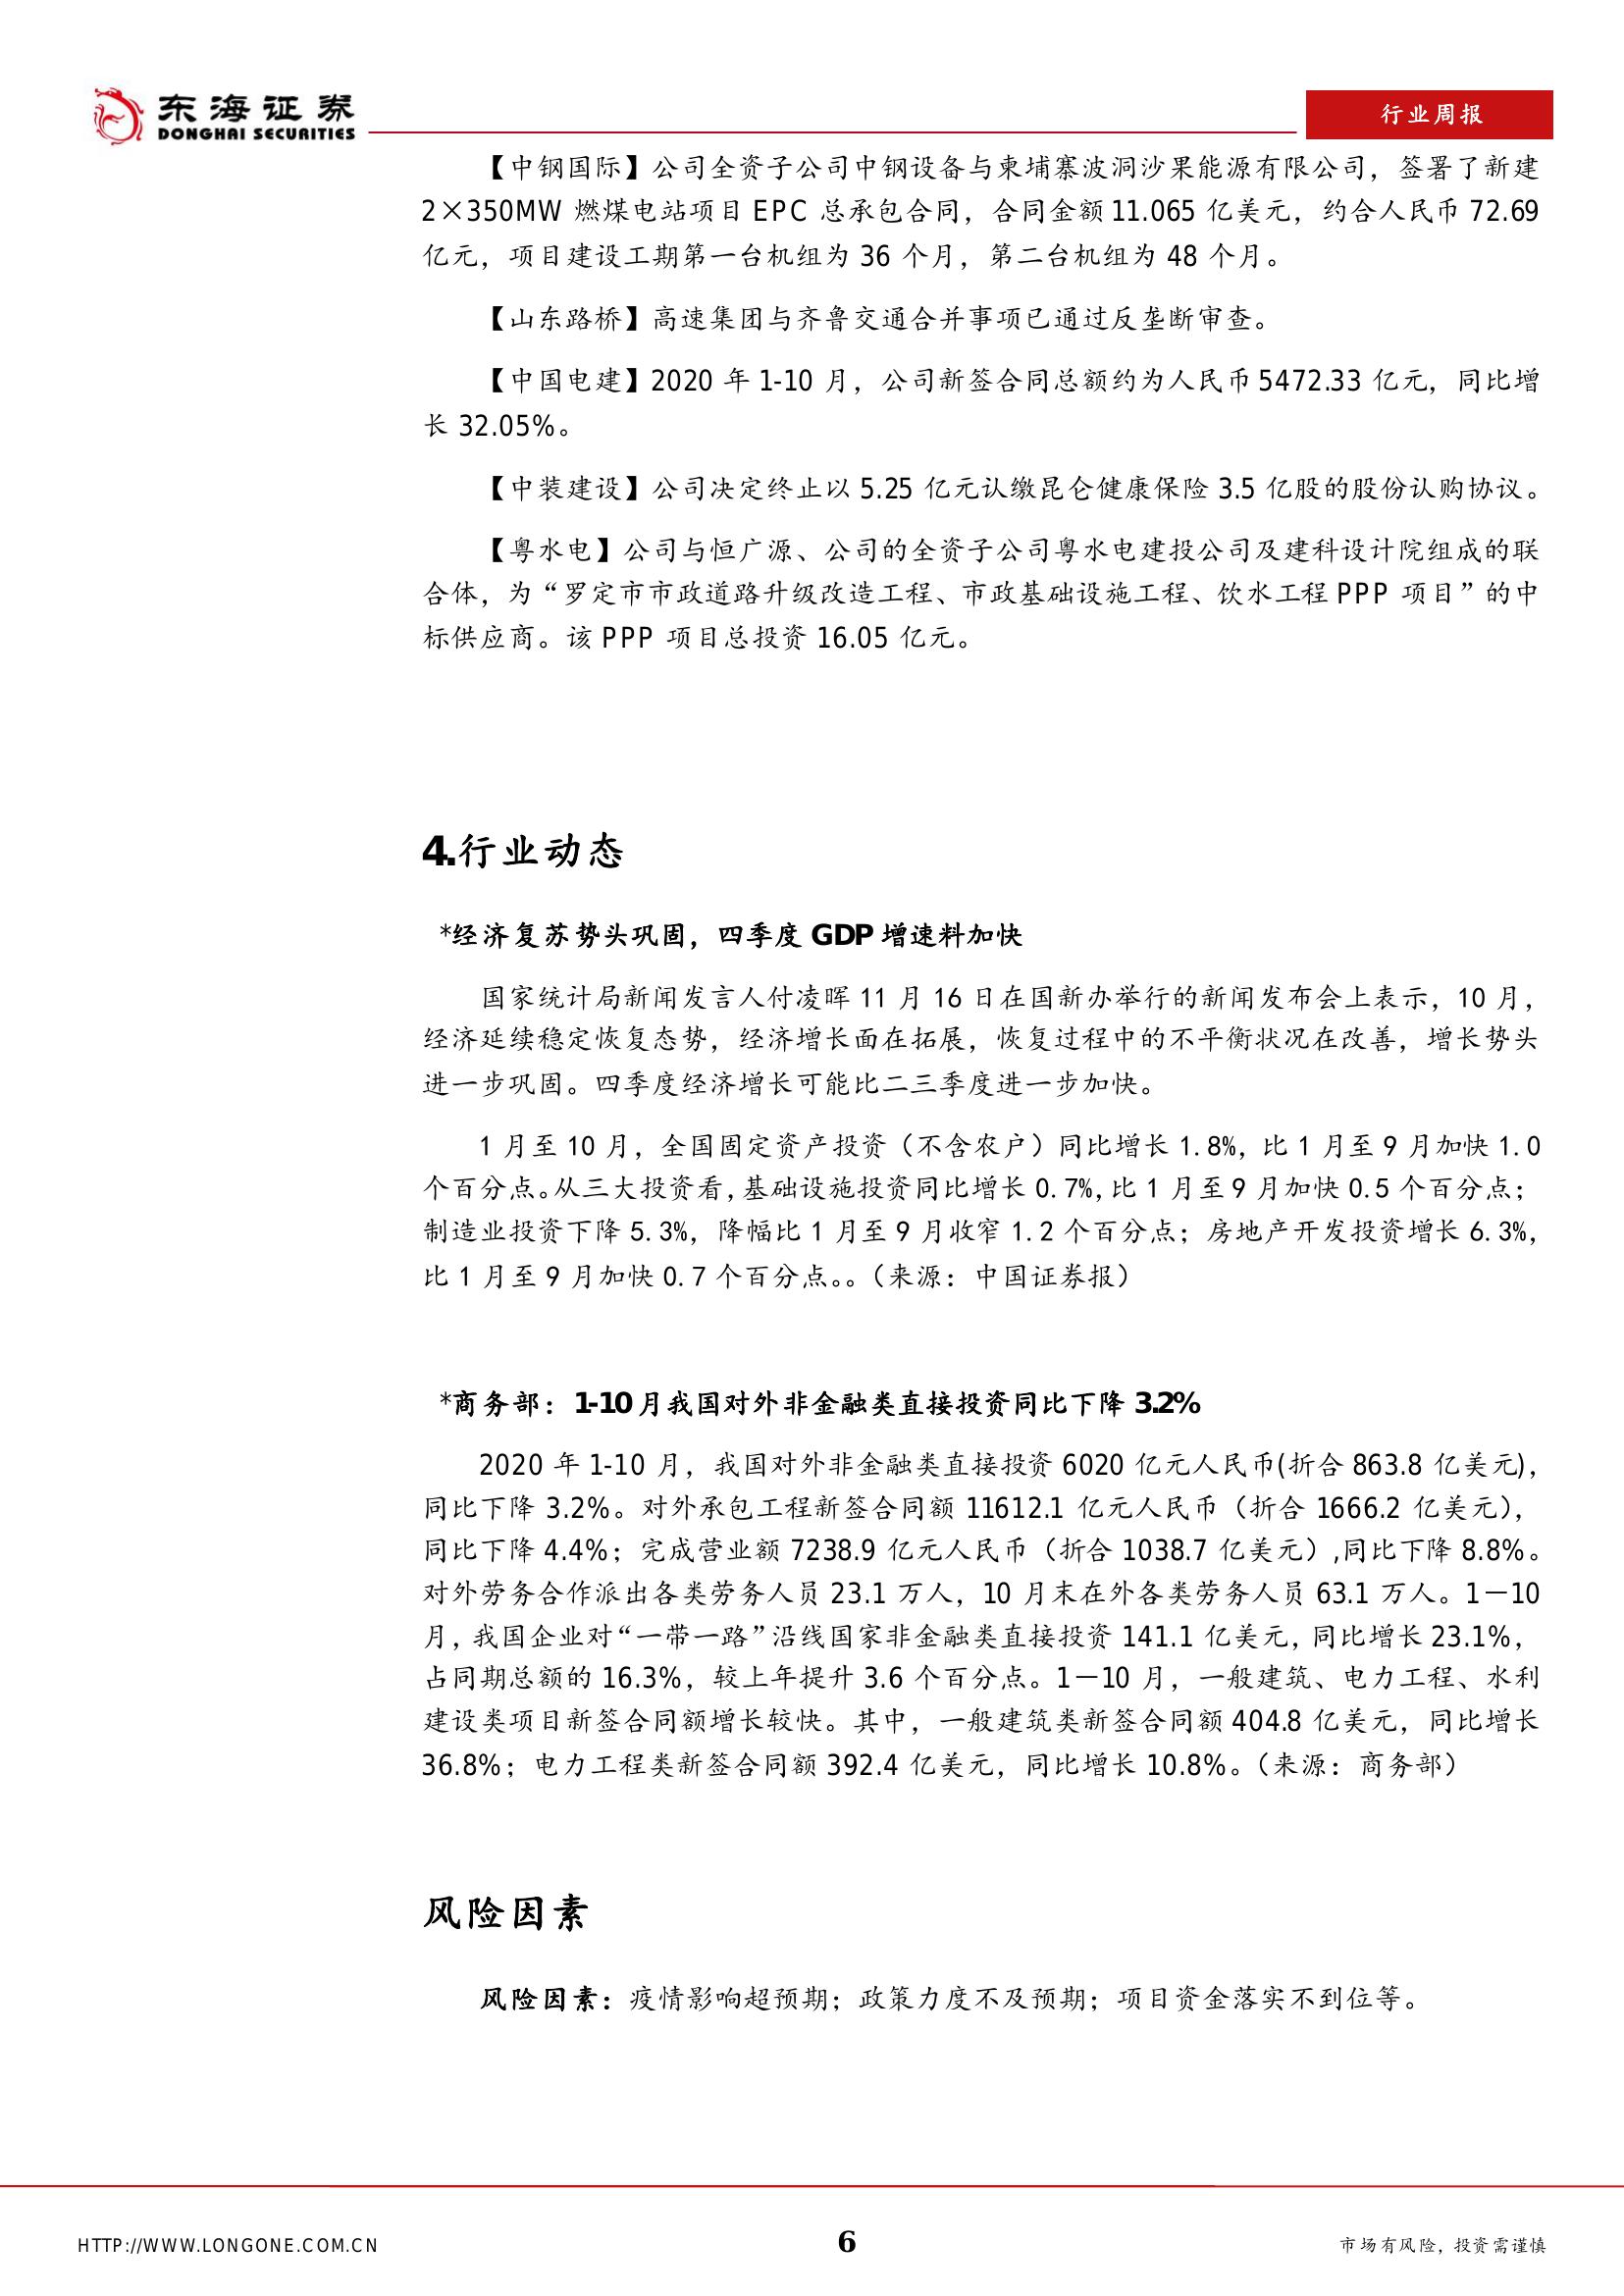 东海证券
DONGHAI SECURITIES
行业周报
【中钢国际】公司全资子公司中钢设备与柬埔寨波洞沙果能源有限公司，签署了新建
2×350MW 燃煤电站项目 EPC 总承包合同，合同金额 11.065 亿美元，约合人民币 72.69
亿元，项目建设工期第一台机组为 36 个月，第二台机组为 48 个月。
【山东路桥】高速集团与齐鲁交通合并事项已通过反垄断审查。
【中国电建】2020 年 1-10 月，公司新签合同总额约为人民币 5472.33 亿元，同比增
长 32.05%。
【中装建设】公司决定终止以 5.25 亿元认缴昆仑健康保险 3.5 亿股的股份认购协议。
【粤水电】公司与恒广源、公司的全资子公司粤水电建投公司及建科设计院组成的联
合体，为“罗定市市政道路升级改造工程、市政基础设施工程、饮水工程 PPP 项目”的中
标供应商。该 PPP 项目总投资 16.05 亿元。
4.行业动态
*经济复苏势头巩固，四季度 GDP 增速料加快
国家统计局新闻发言人付凌晖 11 月 16 日在国新办举行的新闻发布会上表示，10 月，
经济延续稳定恢复态势，经济增长面在拓展，恢复过程中的不平衡状况在改善，增长势头
进一步巩固。四季度经济增长可能比二三季度进一步加快。
1 月至 10 月，全国固定资产投资（不含农户）同比增长 1.8%，比 1 月至 9 月加快 1.0
个百分点。从三大投资看，基础设施投资同比增长 0.7%，比 1 月至 9 月加快 0.5 个百分点；
制造业投资下降 5.3%，降幅比 1 月至 9 月收窄 1.2 个百分点；房地产开发投资增长 6.3%，
比 1 月至 9 月加快 0.7 个百分点。。（来源：中国证券报）
*商务部：1-10 月我国对外非金融类直接投资同比下降 3.2%
2020 年 1-10 月，我国对外非金融类直接投资 6020 亿元人民币(折合 863.8 亿美元)，
同比下降 3.2%。对外承包工程新签合同额 11612.1 亿元人民币（折合 1666.2 亿美元），
同比下降 4.4%；完成营业额 7238.9 亿元人民币（折合 1038.7 亿美元）,同比下降 8.8%。
对外劳务合作派出各类劳务人员 23.1 万人，10 月末在外各类劳务人员 63.1 万人。1－10
月，我国企业对“一带一路”沿线国家非金融类直接投资 141.1 亿美元，同比增长 23.1%，
占同期总额的 16.3%，较上年提升 3.6 个百分点。1－10 月，一般建筑、电力工程、水利
建设类项目新签合同额增长较快。其中，一般建筑类新签合同额 404.8 亿美元，同比增长
36.8%；电力工程类新签合同额 392.4 亿美元，同比增长 10.8%。（来源：商务部）
风险因素
风险因素：疫情影响超预期；政策力度不及预期；项目资金落实不到位等。
HTTP://WWW.LONGONE.COM.CN
6
市场有风险，投资需谨慎